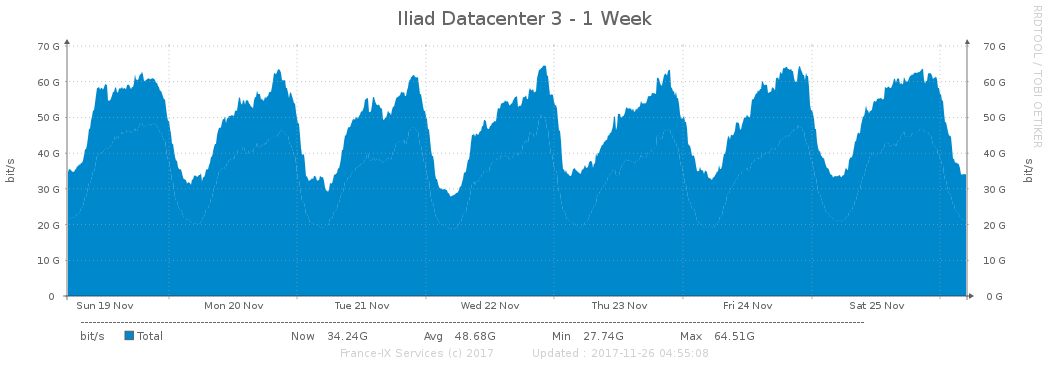 Iliad Datacenter 3 - 1 Week
RRDTOOL / TOBI OETIKER
bit/s
70 G 70 G
60 G 60 G
50 G 50 G
40 G 40 G
30 G 30 G
20 G 20 G
10 G 10 G
0 0 G
bit/s
Sun 19 Nov Mon 20 Nov Tue 21 Nov Wed 22 Nov Thu 23 Nov Fri 24 Nov Sat 25 Nov
bit/s Total Now 34.24G Avg 48.68G Min 27.74G Max 64.51G
France-IX Services (c) 2017 Updated : 2017-11-26 04:55:08